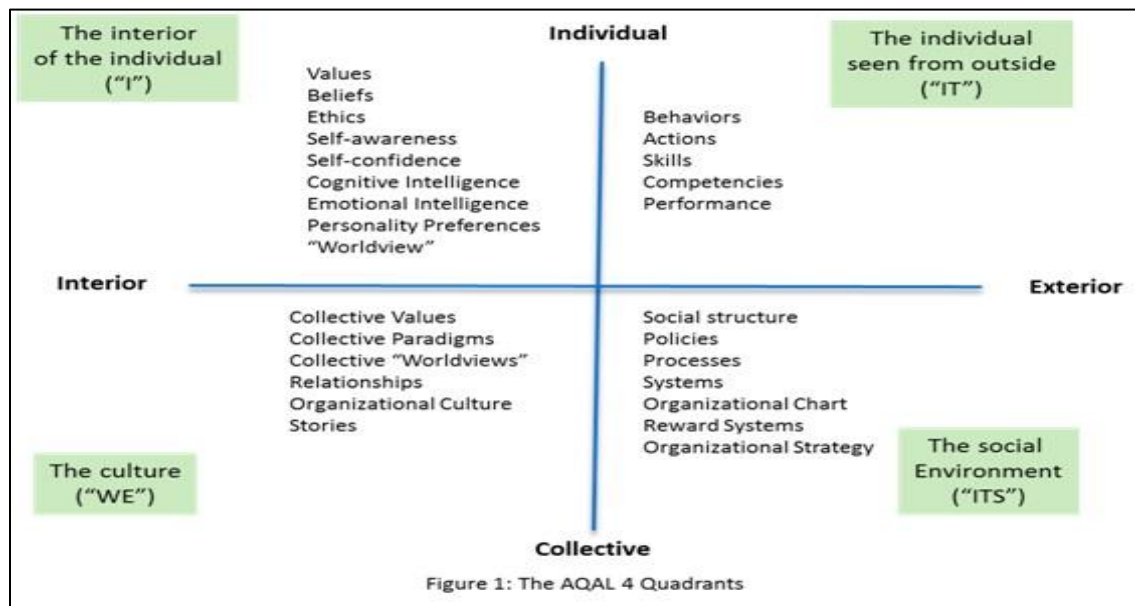 The interior
of the individual
(“I”)
Individual
The individual
seen from outside
(“IT”)
Values
Beliefs
Ethics
Self-awareness
Self-confidence
Cognitive Intelligence
Emotional Intelligence
Personality Preferences
“Worldview”
Behaviors
Actions
Skills
Competencies
Performance
Interior
Exterior
Collective Values
Collective Paradigms
Collective “Worldviews”
Relationships
Organizational Culture
Stories
Social structure
Policies
Processes
Systems
Organizational Chart
Reward Systems
Organizational Strategy
The culture
(“WE”)
The social
Environment
(“ITS”)
Collective
Figure 1: The AQAL 4 Quadrants